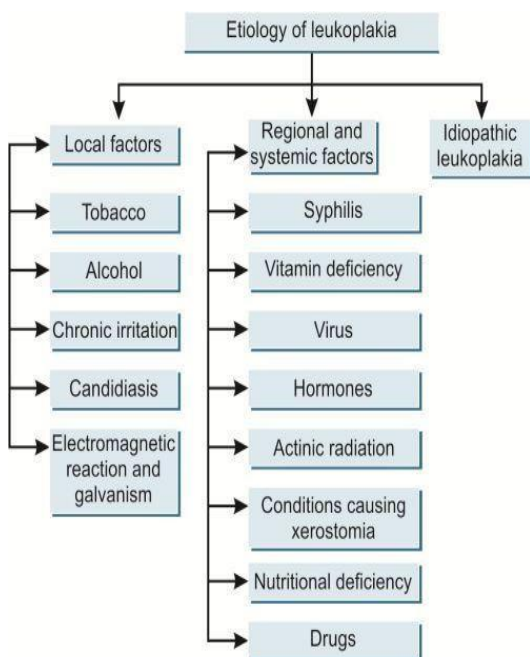 Etiology of leukoplakia
Local factors
Tobacco
Alcohol
Chronic irritation
Candidiasis
Electromagnetic
reaction and
galvanism
Regional and
systemic factors
Syphilis
Vitamin deficiency
Virus
Hormones
Actinic radiation
Conditions causing
xerostomia
Nutritional deficiency
Drugs
Idiopathic
leukoplakia